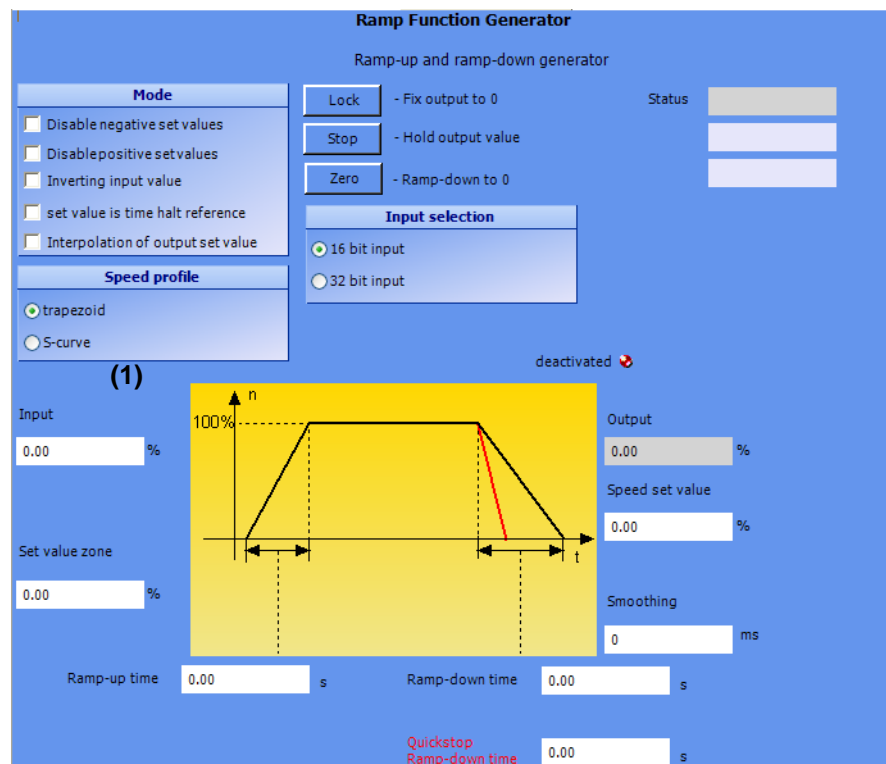 Ramp Function Generator
Ramp-up and ramp-down generator
Mode
Disable negative set values
Disable positive set values
Inverting input value
set value is time halt reference
Interpolation of output set value
Lock - Fix output to 0
Stop - Hold output value
Zero - Ramp-down to 0
Status
Input selection
16 bit input
32 bit input
Speed profile
trapezoid
S-curve
(1)
deactivated
Input
0.00 %
Set value zone
0.00 %
n
100%
t
Output
0.00 %
Speed set value
0.00 %
Smoothing
0 ms
Ramp-up time 0.00 s
Ramp-down time 0.00 s
Quickstop
Ramp-down time 0.00 s